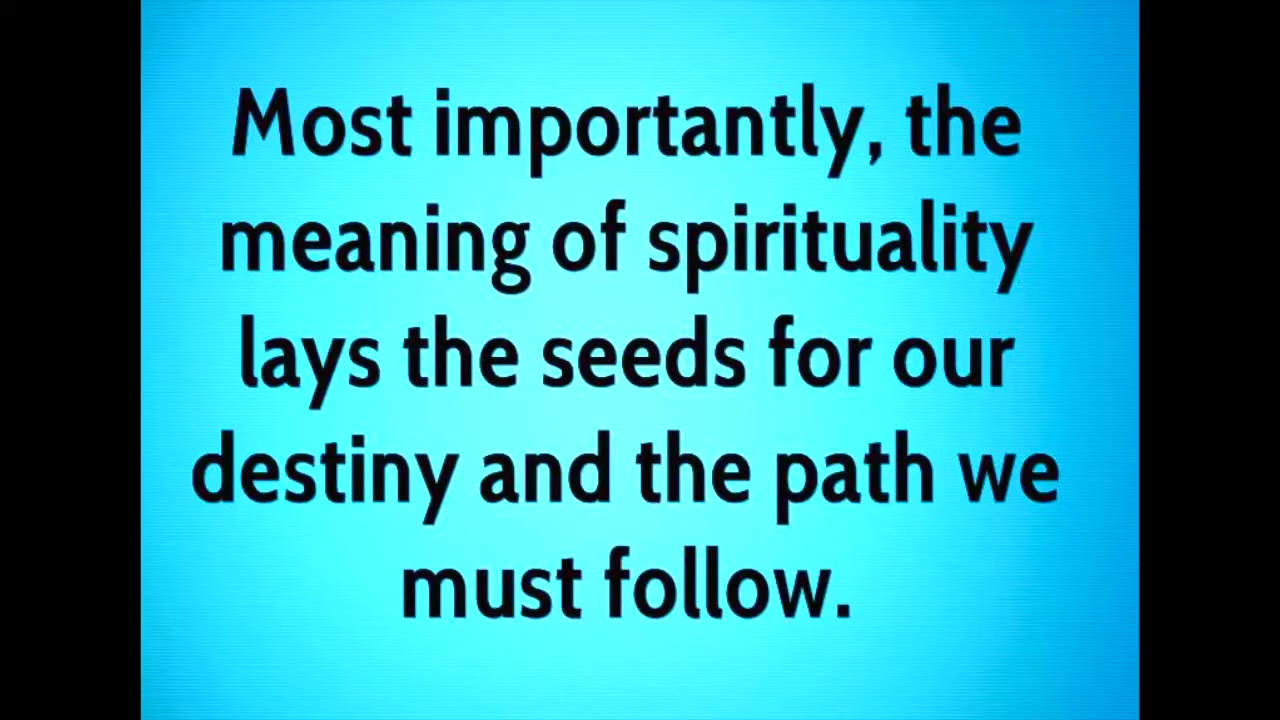 Most importantly, the
meaning of spirituality
lays the seeds for our
destiny and the path we
must follow.